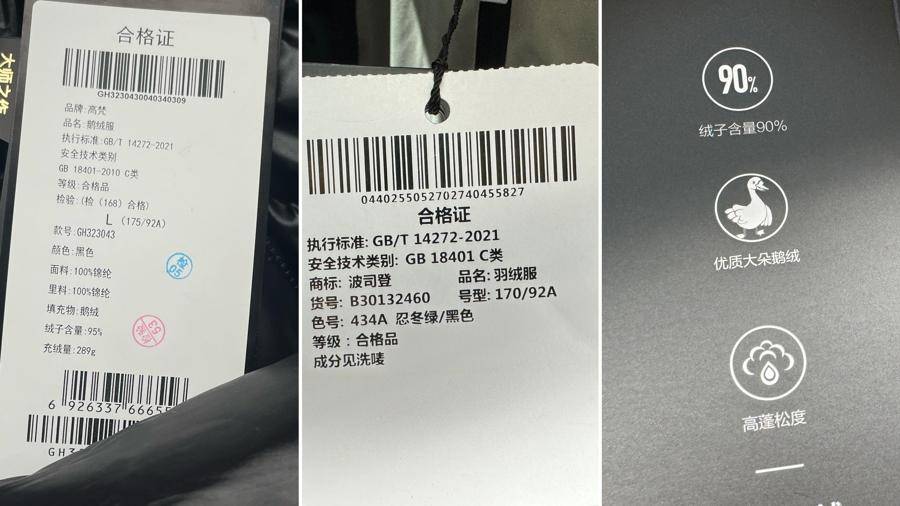 大师之作
合格证
GH3230430040340309
品牌:高梵
品名:鹅绒服
执行标准:GB/T 14272-2021
安全技术类别
GB 18401-2010 C类
等级:合格品
检验:(检（168）合格)
L（175/92A）
款号:GH323043
颜色:黑色
面料:100%锦纶
里料:100%锦纶
填充物:鹅绒
绒子含量:95%
充绒量:289g
6 926337 66655
GH3
0440255052702740455827
合格证
执行标准: GB/T 14272-2021
安全技术类别: GB 18401 C类
商标: 波司登 品名: 羽绒服
货号: B30132460 号型: 170/92A
色号: 434A 忍冬绿/黑色
等级：合格品
成分见洗唛
90%
绒子含量90%
优质大朵鹅绒
高蓬松度